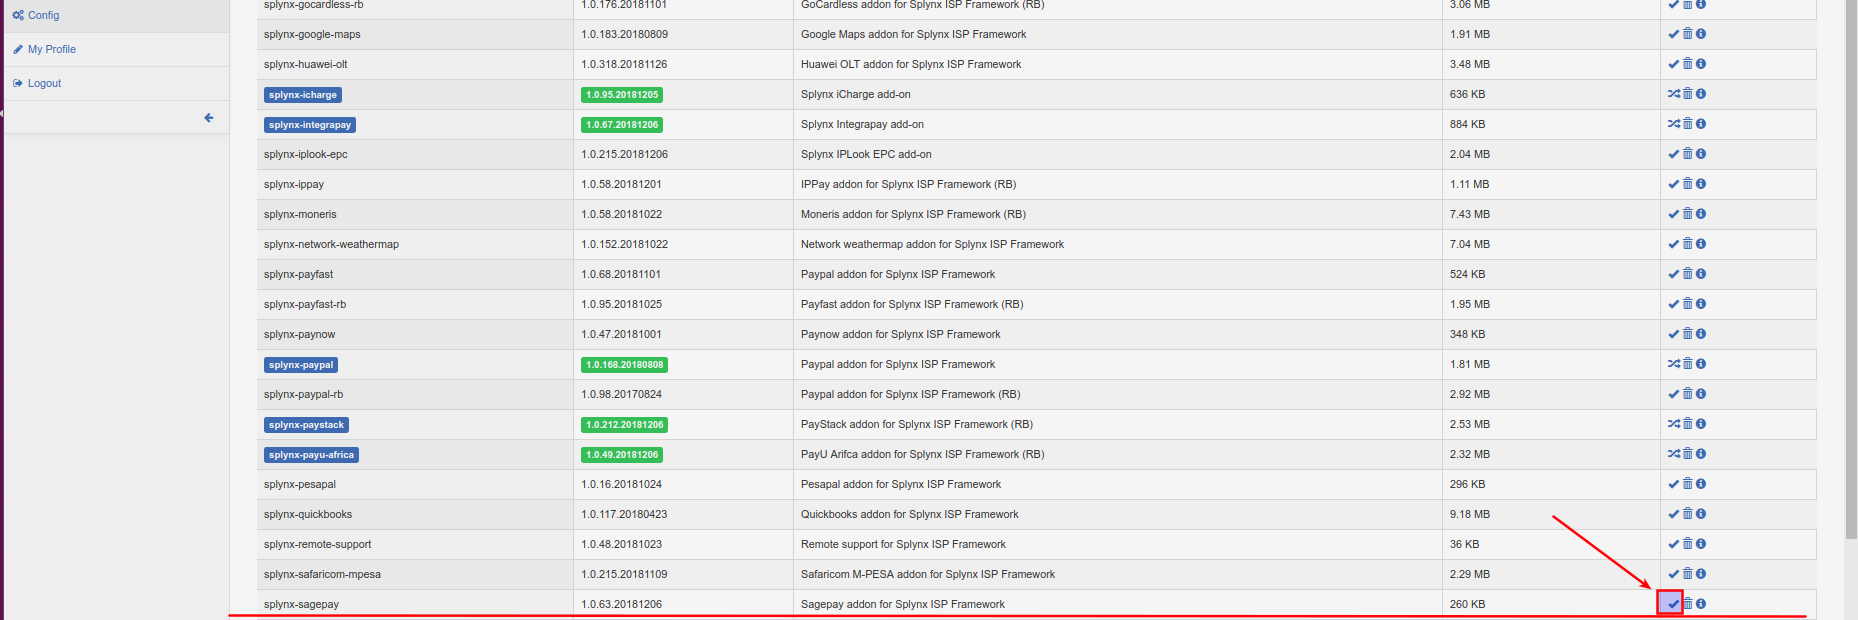 Config
My Profile
Logout
splynx-gocardless-rb 1.0.176.20181101 GoCardless addon for Splynx ISP Framework (RB) 3.06 MB
splynx-google-maps 1.0.183.20180809 Google Maps addon for Splynx ISP Framework 1.91 MB
splynx-huawei-olt 1.0.318.20181126 Huawei OLT addon for Splynx ISP Framework 3.48 MB
splynx-icharge 1.0.95.20181205 Splynx iCharge add-on 636 KB
splynx-integrapay 1.0.67.20181206 Splynx Integrapay add-on 884 KB
splynx-iplook-epc 1.0.215.20181206 Splynx IPLook EPC add-on 2.04 MB
splynx-ippay 1.0.58.20181201 IPPay addon for Splynx ISP Framework (RB) 1.11 MB
splynx-moneris 1.0.58.20181022 Moneris addon for Splynx ISP Framework (RB) 7.43 MB
splynx-network-weathermap 1.0.152.20181022 Network weathermap addon for Splynx ISP Framework 7.04 MB
splynx-payfast 1.0.68.20181101 Paypal addon for Splynx ISP Framework 524 KB
splynx-payfast-rb 1.0.95.20181025 Payfast addon for Splynx ISP Framework (RB) 1.95 MB
splynx-paynow 1.0.47.20181001 Paynow addon for Splynx ISP Framework 348 KB
splynx-paypal 1.0.168.20180808 Paypal addon for Splynx ISP Framework 1.81 MB
splynx-paypal-rb 1.0.98.20170824 Paypal addon for Splynx ISP Framework (RB) 2.92 MB
splynx-paystack 1.0.212.20181206 PayStack addon for Splynx ISP Framework (RB) 2.53 MB
splynx-payu-africa 1.0.49.20181206 PayU Arifca addon for Splynx ISP Framework (RB) 2.32 MB
splynx-pesapal 1.0.16.20181024 Pesapal addon for Splynx ISP Framework 296 KB
splynx-quickbooks 1.0.117.20180423 Quickbooks addon for Splynx ISP Framework 9.18 MB
splynx-remote-support 1.0.48.20181023 Remote support for Splynx ISP Framework 36 KB
splynx-safaricom-mpesa 1.0.215.20181109 Safaricom M-PESA addon for Splynx ISP Framework 2.29 MB
splynx-sagepay 1.0.63.20181206 Sagepay addon for Splynx ISP Framework 260 KB